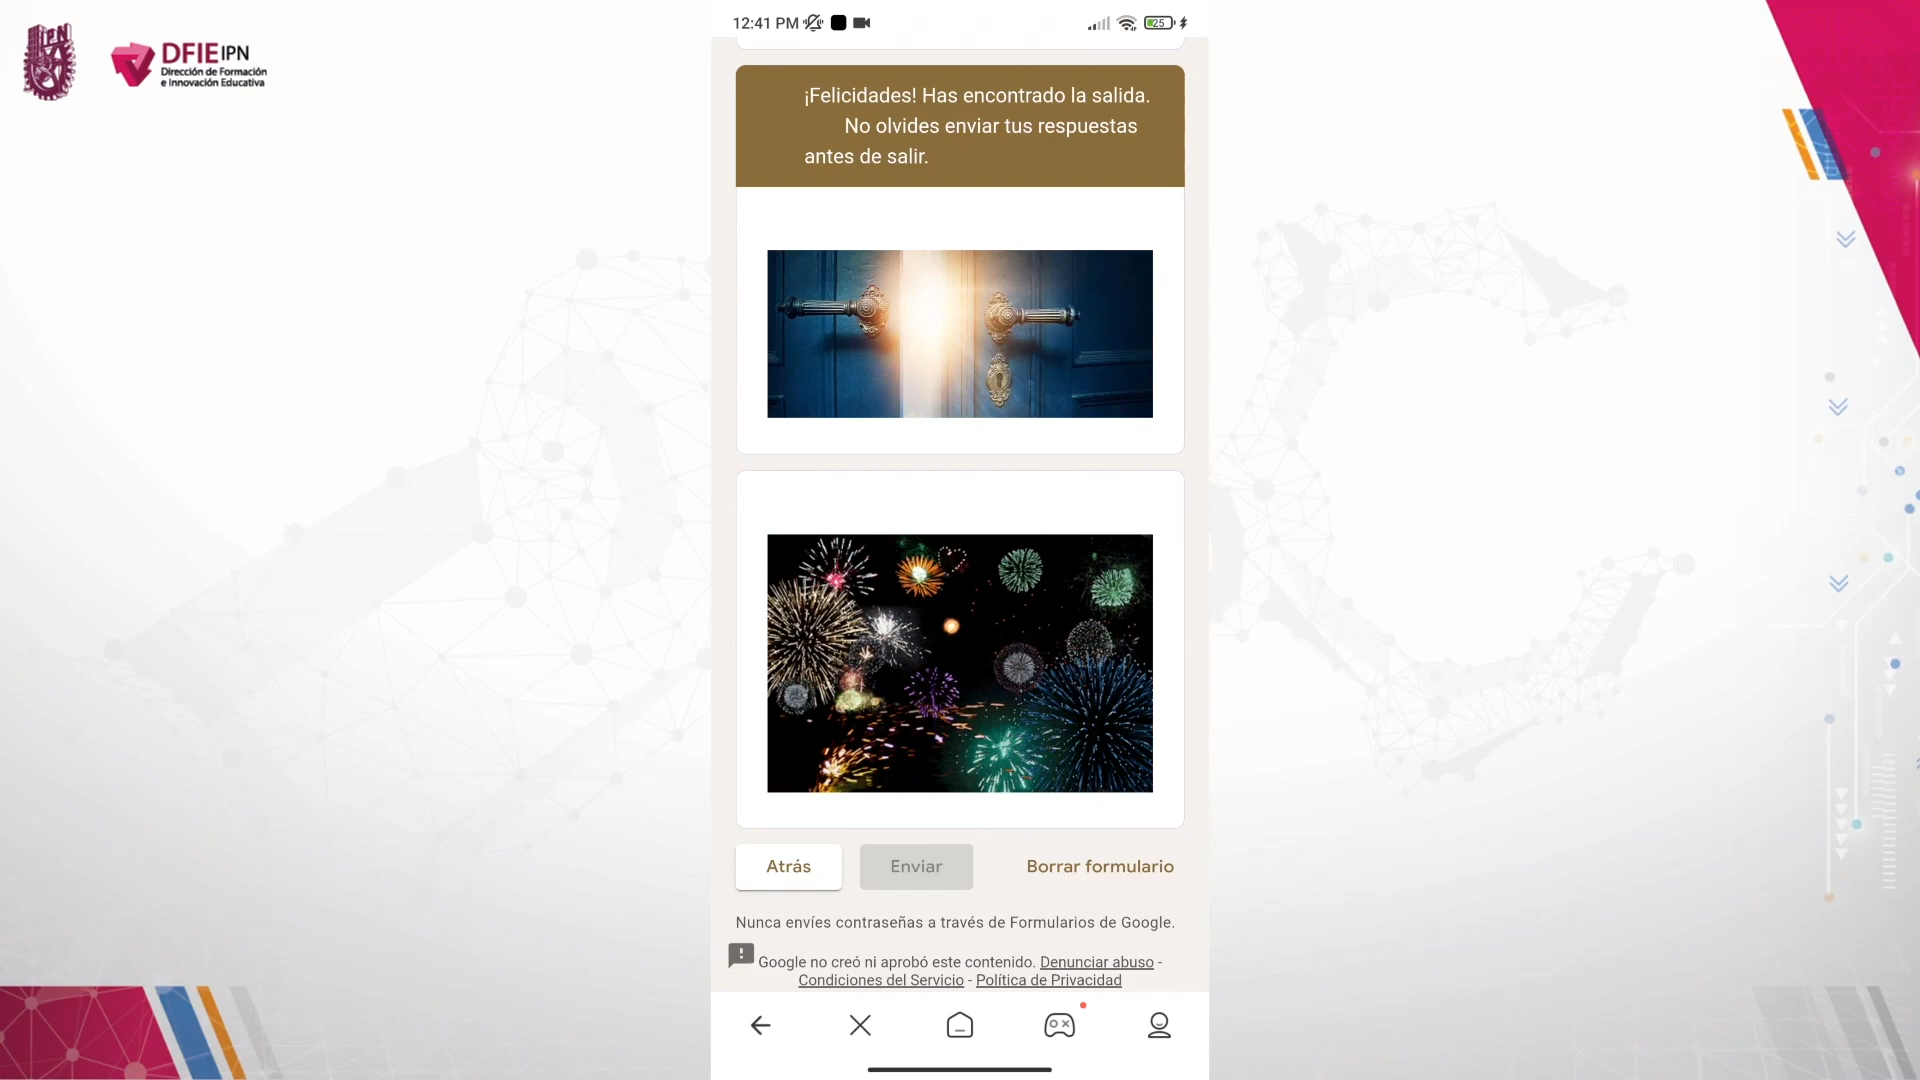 IPN
DFIE IPN
Dirección de Formación
e Innovación Educativa
12:41 PM
25
¡Felicidades! Has encontrado la salida.
No olvides enviar tus respuestas
antes de salir.
Atrás
Enviar
Borrar formulario
Nunca envíes contraseñas a través de Formularios de Google.
Google no creó ni aprobó este contenido. Denunciar abuso -
Condiciones del Servicio - Política de Privacidad